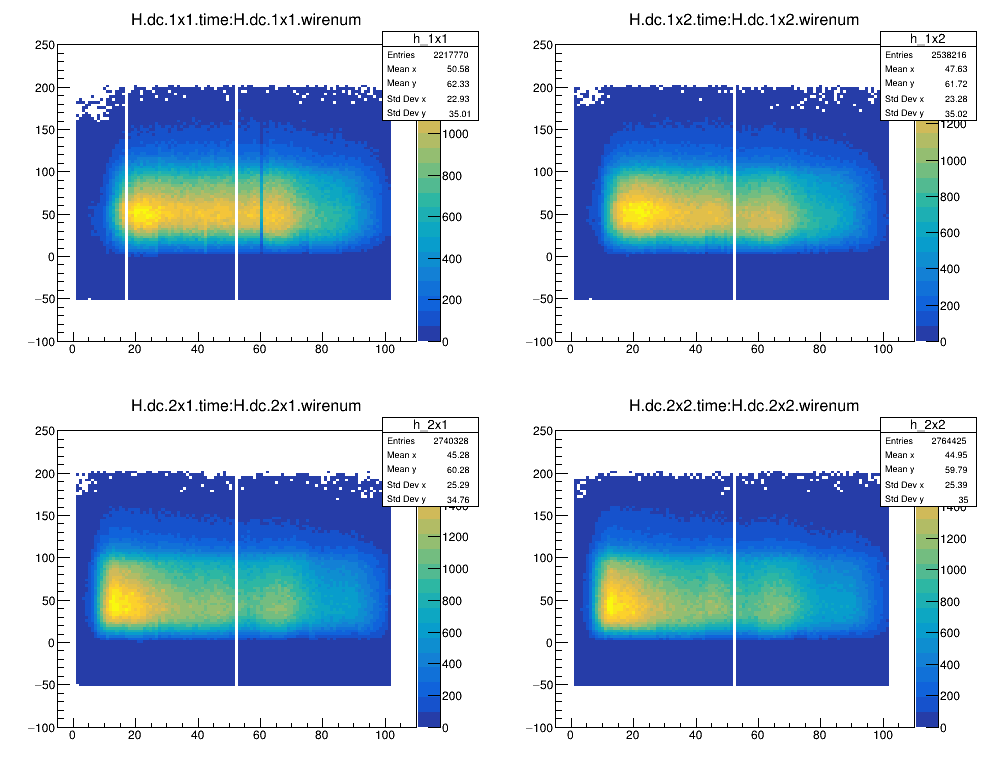 H.dc.1x1.time:H.dc.1x1.wirenum
h_1x1
Entries 2217770
Mean x 50.58
Mean y 62.33
Std Dev x 22.93
Std Dev y 35.01
250
200
150
100
50
0
−50
−100
0 20 40 60 80 100
1000
800
600
400
200
0
H.dc.1x2.time:H.dc.1x2.wirenum
h_1x2
Entries 2538216
Mean x 47.63
Mean y 61.72
Std Dev x 23.28
Std Dev y 35.02
250
200
150
100
50
0
−50
−100
0 20 40 60 80 100
1200
1000
800
600
400
200
0
H.dc.2x1.time:H.dc.2x1.wirenum
h_2x1
Entries 2740328
Mean x 45.28
Mean y 60.28
Std Dev x 25.29
Std Dev y 34.76
250
200
150
100
50
0
−50
−100
0 20 40 60 80 100
1400
1200
1000
800
600
400
200
0
H.dc.2x2.time:H.dc.2x2.wirenum
h_2x2
Entries 2764425
Mean x 44.95
Mean y 59.79
Std Dev x 25.39
Std Dev y 35
250
200
150
100
50
0
−50
−100
0 20 40 60 80 100
1400
1200
1000
800
600
400
200
0